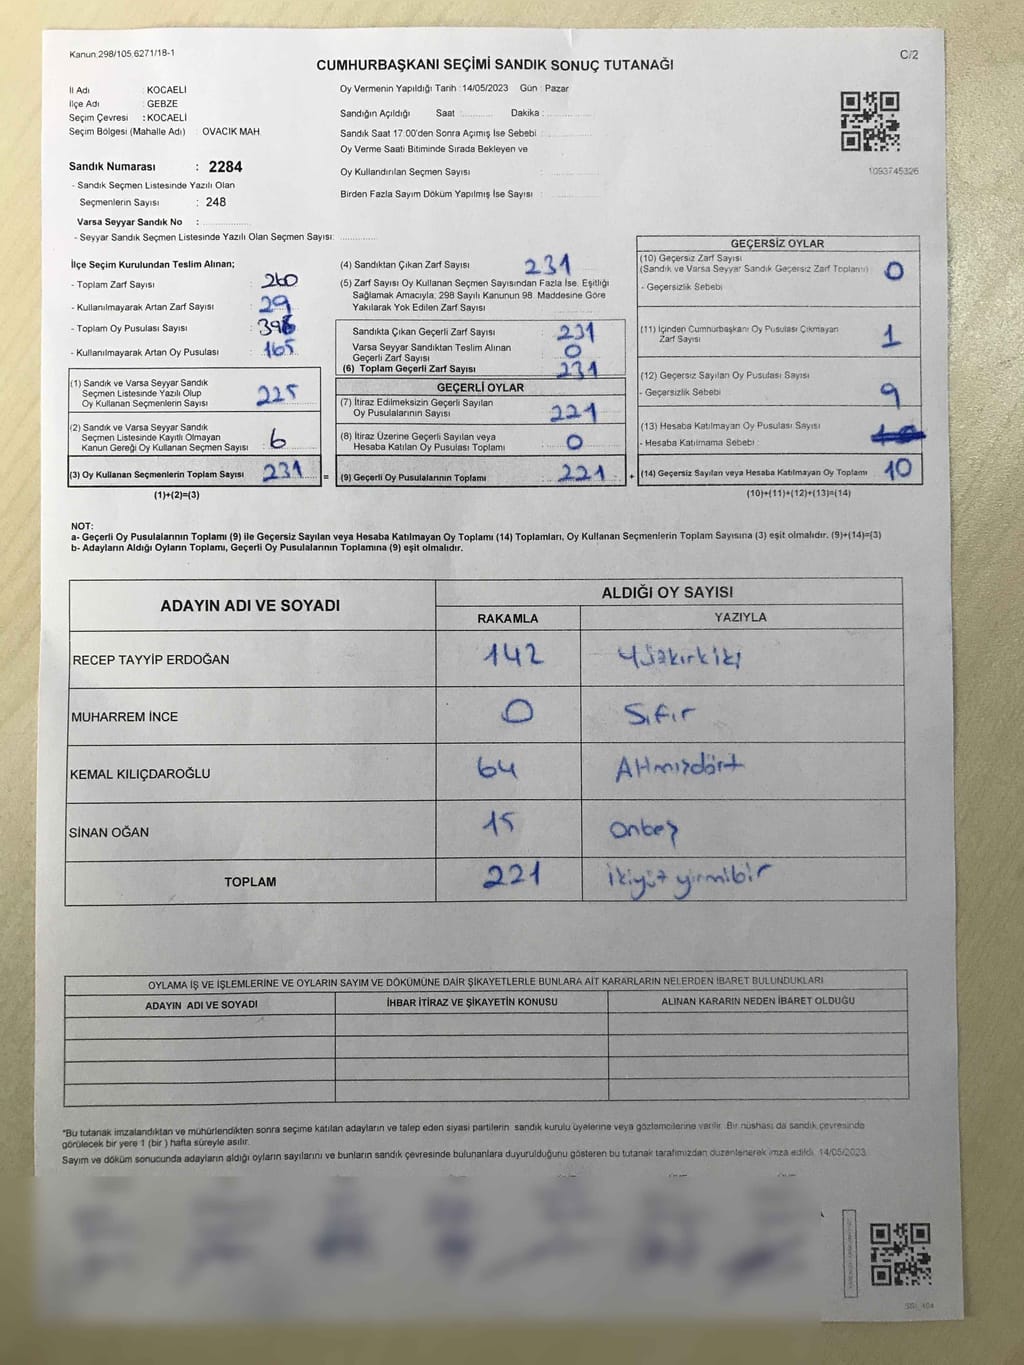 Kanun 298/105,6271/18-1
C/2
CUMHURBAŞKANI SEÇİMİ SANDIK SONUÇ TUTANAĞI
İl Adı : KOCAELİ
İlçe Adı : GEBZE
Seçim Çevresi : KOCAELİ
Seçim Bölgesi (Mahalle Adı) : OVACIK MAH.
Sandık Numarası : 2284
- Sandık Seçmen Listesinde Yazılı Olan
Seçmenlerin Sayısı : 248
Varsa Seyyar Sandık No :
- Seyyar Sandık Seçmen Listesinde Yazılı Olan Seçmen Sayısı:
Oy Vermenin Yapıldığı Tarih : 14/05/2023 Gün : Pazar
Sandığın Açıldığı Saat Dakika :
Sandık Saat 17:00'den Sonra Açımış İse Sebebi :
Oy Verme Saati Bitiminde Sırada Bekleyen ve
Oy Kullandırılan Seçmen Sayısı :
Birden Fazla Sayım Döküm Yapılmış İse Sayısı :
1093745326
İlçe Seçim Kurulundan Teslim Alınan;
- Toplam Zarf Sayısı : 260
- Kullanılmayarak Artan Zarf Sayısı : 29
- Toplam Oy Pusulası Sayısı :
- Kullanılmayarak Artan Oy Pusulası : 165
(1) Sandık ve Varsa Seyyar Sandık
Seçmen Listesinde Yazılı Olup
Oy Kullanan Seçmenlerin Sayısı : 225
(2) Sandık ve Varsa Seyyar Sandık
Seçmen Listesinde Kayıtlı Olmayan
Kanun Gereği Oy Kullanan Seçmen Sayısı : 6
(3) Oy Kullanan Seçmenlerin Toplam Sayısı : 231 =
(1)+(2)=(3)
(4) Sandıktan Çıkan Zarf Sayısı : 231
(5) Zarf Sayısı Oy Kullanan Seçmen Sayısından Fazla İse, Eşitliği
Sağlamak Amacıyla, 298 Sayılı Kanunun 98. Maddesine Göre
Yakılarak Yok Edilen Zarf Sayısı :
Sandıkta Çıkan Geçerli Zarf Sayısı : 231
Varsa Seyyar Sandıktan Teslim Alınan
Geçerli Zarf Sayısı : 0
(6) Toplam Geçerli Zarf Sayısı : 231
GEÇERLİ OYLAR
(7) İtiraz Edilmeksizin Geçerli Sayılan
Oy Pusulalarının Sayısı : 221
(8) İtiraz Üzerine Geçerli Sayılan veya
Hesaba Katılan Oy Pusulası Toplamı : 0
(9) Geçerli Oy Pusulalarının Toplamı : 221 +
GEÇERSİZ OYLAR
(10) Geçersiz Zarf Sayısı
(Sandık ve Varsa Seyyar Sandık Geçersiz Zarf Toplamı) : 0
- Geçersizlik Sebebi
(11) İçinden Cumhurbaşkanı Oy Pusulası Çıkmayan
Zarf Sayısı 1
(12) Geçersiz Sayılan Oy Pusulası Sayısı :
- Geçersizlik Sebebi 9
(13) Hesaba Katılmayan Oy Pusulası Sayısı :
- Hesaba Katılmama Sebebi :
(14) Geçersiz Sayılan veya Hesaba Katılmayan Oy Toplamı : 10
(10)+(11)+(12)+(13)=(14)
NOT:
a- Geçerli Oy Pusulalarının Toplamı (9) ile Geçersiz Sayılan veya Hesaba Katılmayan Oy Toplamı (14) Toplamları, Oy Kullanan Seçmenlerin Toplam Sayısına (3) eşit olmalıdır. (9)+(14)=(3)
b- Adayların Aldığı Oyların Toplamı, Geçerli Oy Pusulalarının Toplamına (9) eşit olmalıdır.
ADAYIN ADI VE SOYADI ALDIĞI OY SAYISI
RAKAMLA YAZIYLA
RECEP TAYYİP ERDOĞAN 142 Yüzkırkiki
MUHARREM İNCE 0 Sıfır
KEMAL KILIÇDAROĞLU 64 Altmışdört
SİNAN OĞAN 15 Onbeş
TOPLAM 221 ikiyüz yirmibir
OYLAMA İŞ VE İŞLEMLERİNE VE OYLARIN SAYIM VE DÖKÜMÜNE DAİR ŞİKAYETLERLE BUNLARA AİT KARARLARIN NELERDEN İBARET BULUNDUKLARI
ADAYIN ADI VE SOYADI İHBAR İTİRAZ VE ŞİKAYETİN KONUSU ALINAN KARARIN NEDEN İBARET OLDUĞU
*Bu tutanak imzalandıktan ve mühürlendikten sonra seçime katılan adayların ve talep eden siyasi partilerin sandık kurulu üyelerine veya gözlemcilerine verilir. Bir nüshası da sandık çevresinde
görülecek bir yere 1 (bir ) hafta süreyle asılır.
Sayım ve döküm sonucunda adayların aldığı oyların sayılarını ve bunların sandık çevresinde bulunanlara duyurulduğunu gösteren bu tutanak tarafımızdan düzenlenerek imza edildi. 14/05/2023